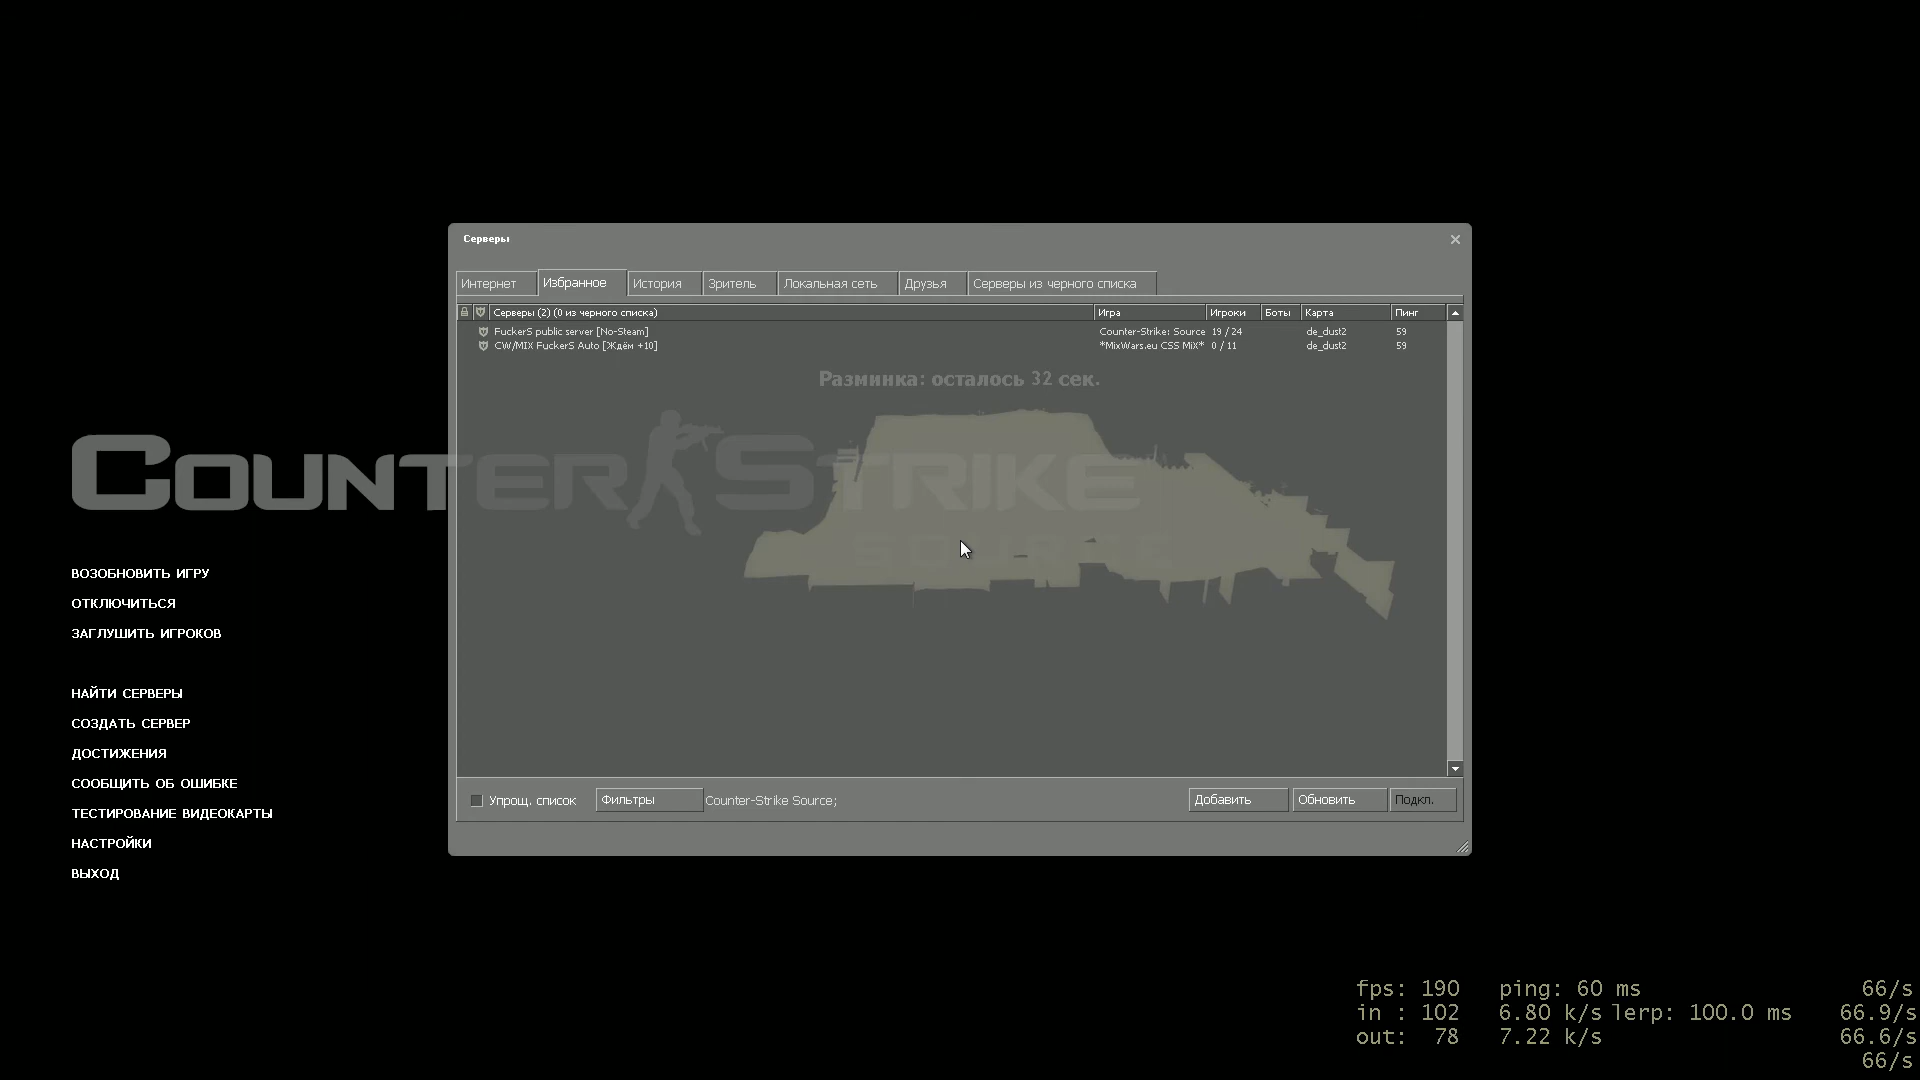 Серверы
Интернет Избранное История Зритель Локальная сеть Друзья Серверы из черного списка
Серверы (2) (0 из черного списка) Игра Игроки Боты Карта Пинг
FuckerS public server [No-Steam] Counter-Strike: Source 19 / 24 de_dust2 59
CW/MIX FuckerS Auto [Ждём +10] *MixWars.eu CSS MiX* 0 / 11 de_dust2 59
Разминка: осталось 32 сек.
COUNTER STRIKE
SOURCE
ВОЗОБНОВИТЬ ИГРУ
ОТКЛЮЧИТЬСЯ
ЗАГЛУШИТЬ ИГРОКОВ
НАЙТИ СЕРВЕРЫ
СОЗДАТЬ СЕРВЕР
ДОСТИЖЕНИЯ
СООБЩИТЬ ОБ ОШИБКЕ
ТЕСТИРОВАНИЕ ВИДЕОКАРТЫ
НАСТРОЙКИ
ВЫХОД
Упрощ. список Фильтры Counter-Strike Source; Добавить Обновить Подкл.
fps: 190 ping: 60 ms 66/s
in : 102 6.80 k/s lerp: 100.0 ms 66.9/s
out: 78 7.22 k/s 66.6/s
66/s